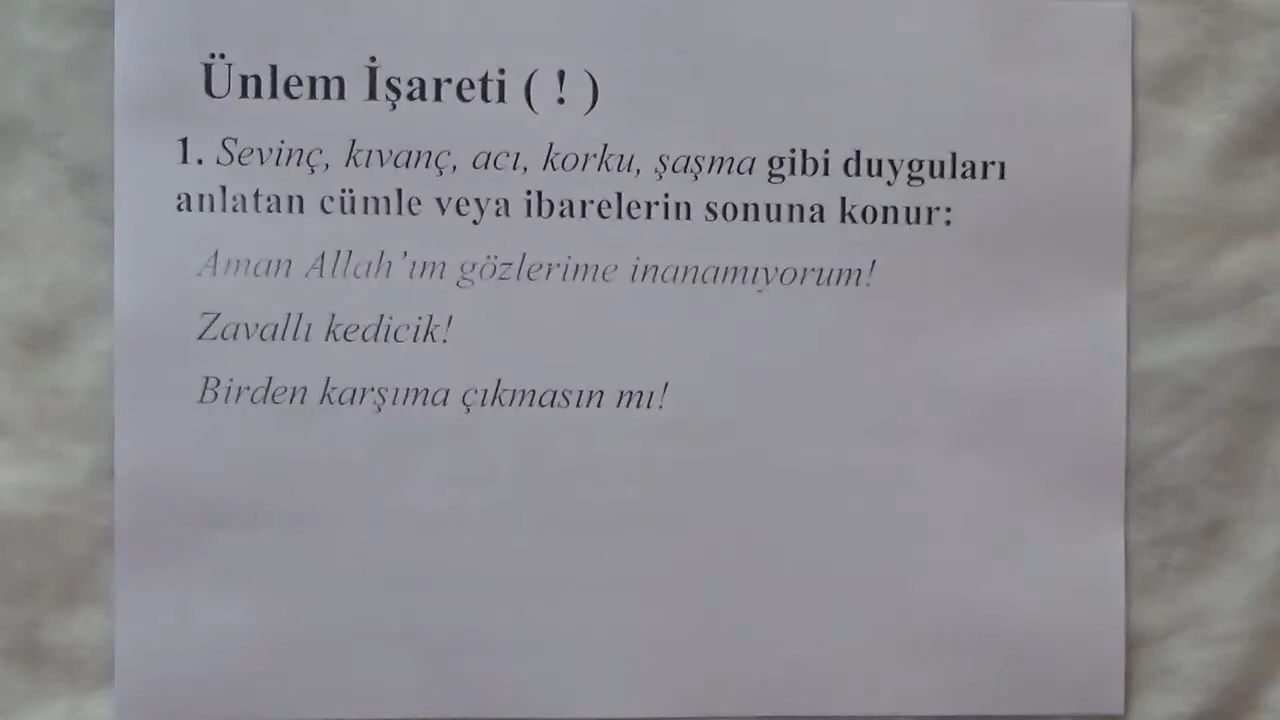 Ünlem İşareti ( ! )
1. Sevinç, kıvanç, acı, korku, şaşma gibi duyguları
anlatan cümle veya ibarelerin sonuna konur:
Aman Allah'ım gözlerime inanamıyorum!
Zavallı kedicik!
Birden karşıma çıkmasın mı!